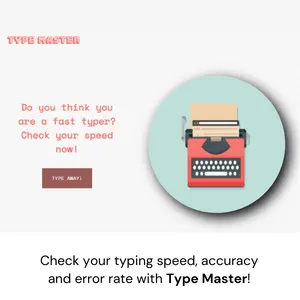 TYPE MASTER
Do you think you
are a fast typer?
Check your speed
now!
TYPE AWAY!
Check your typing speed, accuracy
and error rate with Type Master!